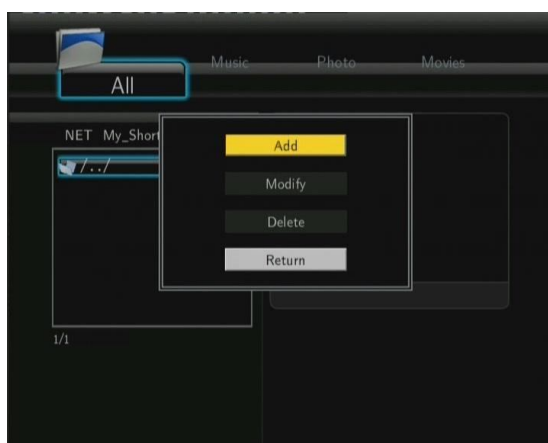 All
Music
Photo
Movies
NET My_Short
/../
Add
Modify
Delete
Return
1/1